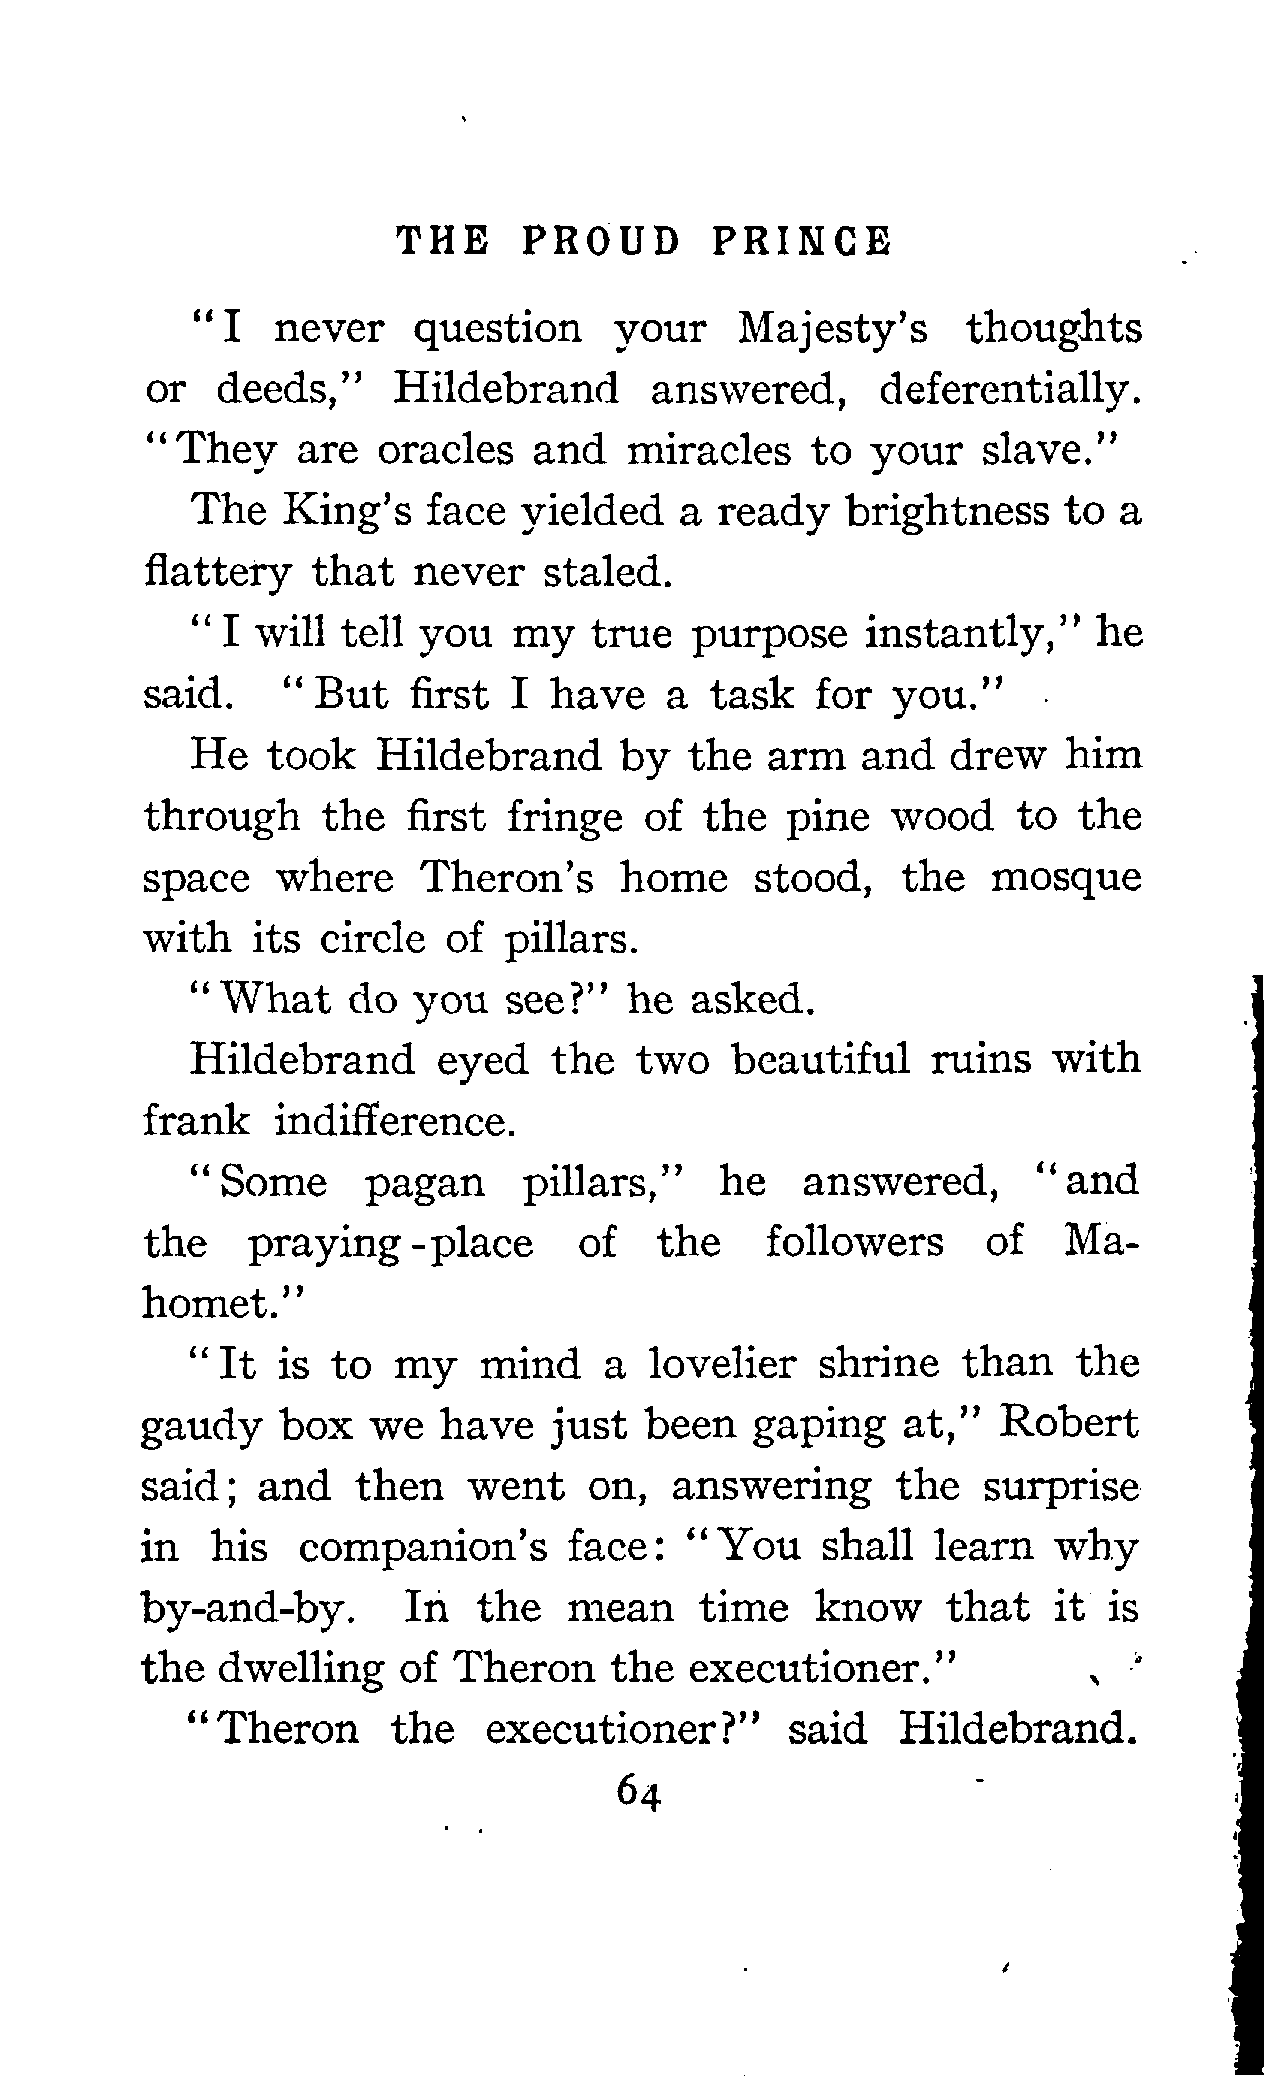 THE PROUD PRINCE
"I never question your Majesty's thoughts
or deeds," Hildebrand answered, deferentially.
"They are oracles and miracles to your slave."
The King's face yielded a ready brightness to a
flattery that never staled.
"I will tell you my true purpose instantly," he
said. "But first I have a task for you."
He took Hildebrand by the arm and drew him
through the first fringe of the pine wood to the
space where Theron's home stood, the mosque
with its circle of pillars.
"What do you see?" he asked.
Hildebrand eyed the two beautiful ruins with
frank indifference.
"Some pagan pillars," he answered, "and
the praying-place of the followers of Ma-
homet."
"It is to my mind a lovelier shrine than the
gaudy box we have just been gaping at," Robert
said; and then went on, answering the surprise
in his companion's face: "You shall learn why
by-and-by. In the mean time know that it is
the dwelling of Theron the executioner."
"Theron the executioner?" said Hildebrand.
64